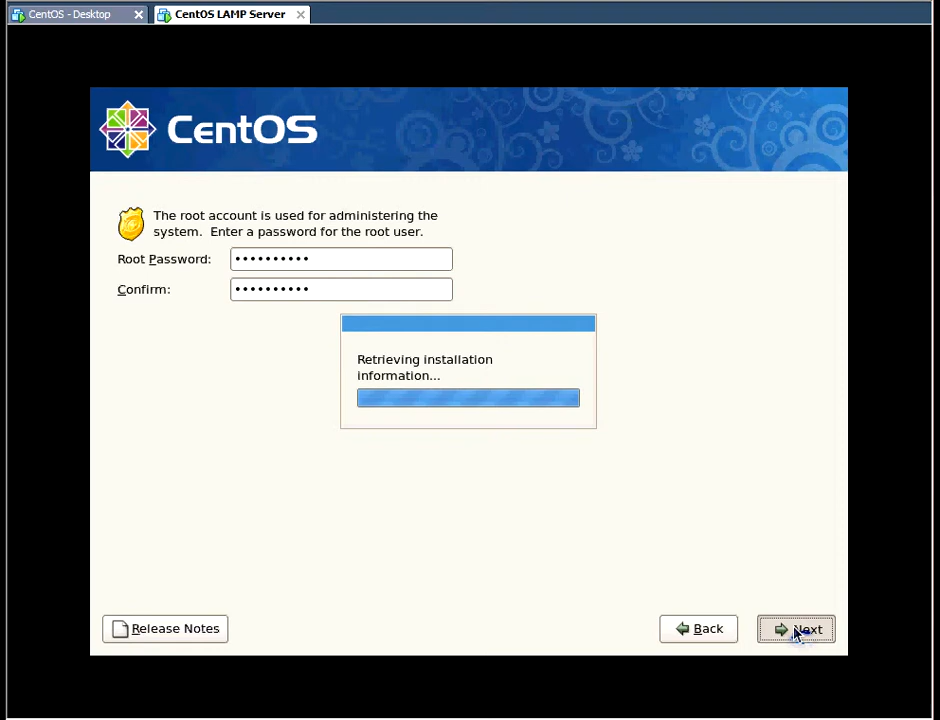 CentOS - Desktop
CentOS LAMP Server
CentOS
The root account is used for administering the
system. Enter a password for the root user.
Root Password: ••••••••••
Confirm: ••••••••••
Retrieving installation
information...
Release Notes
Back
Next